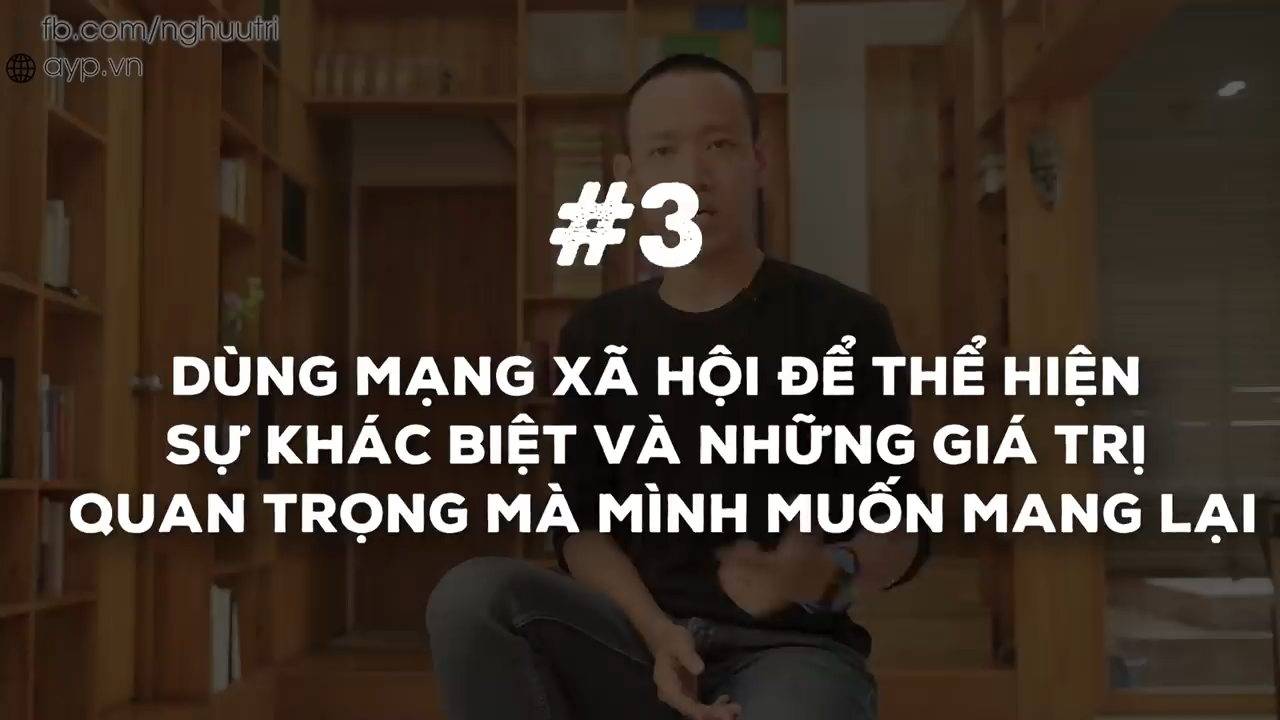 fb.com/nghuutri
ayp.vn
#3
DÙNG MẠNG XÃ HỘI ĐỂ THỂ HIỆN
SỰ KHÁC BIỆT VÀ NHỮNG GIÁ TRỊ
QUAN TRỌNG MÀ MÌNH MUỐN MANG LẠI